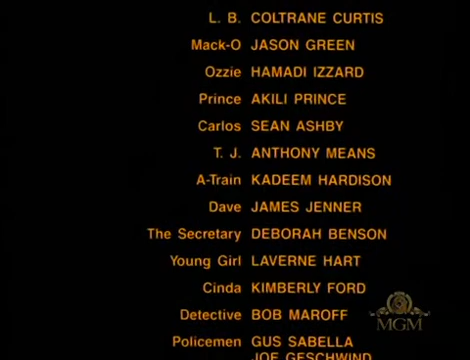 L. B. COLTRANE CURTIS
Mack-O JASON GREEN
Ozzie HAMADI IZZARD
Prince AKILI PRINCE
Carlos SEAN ASHBY
T. J. ANTHONY MEANS
A-Train KADEEM HARDISON
Dave JAMES JENNER
The Secretary DEBORAH BENSON
Young Girl LAVERNE HART
Cinda KIMBERLY FORD
Detective BOB MAROFF
Policemen GUS SABELLA
JOE GESCHWIND
MGM